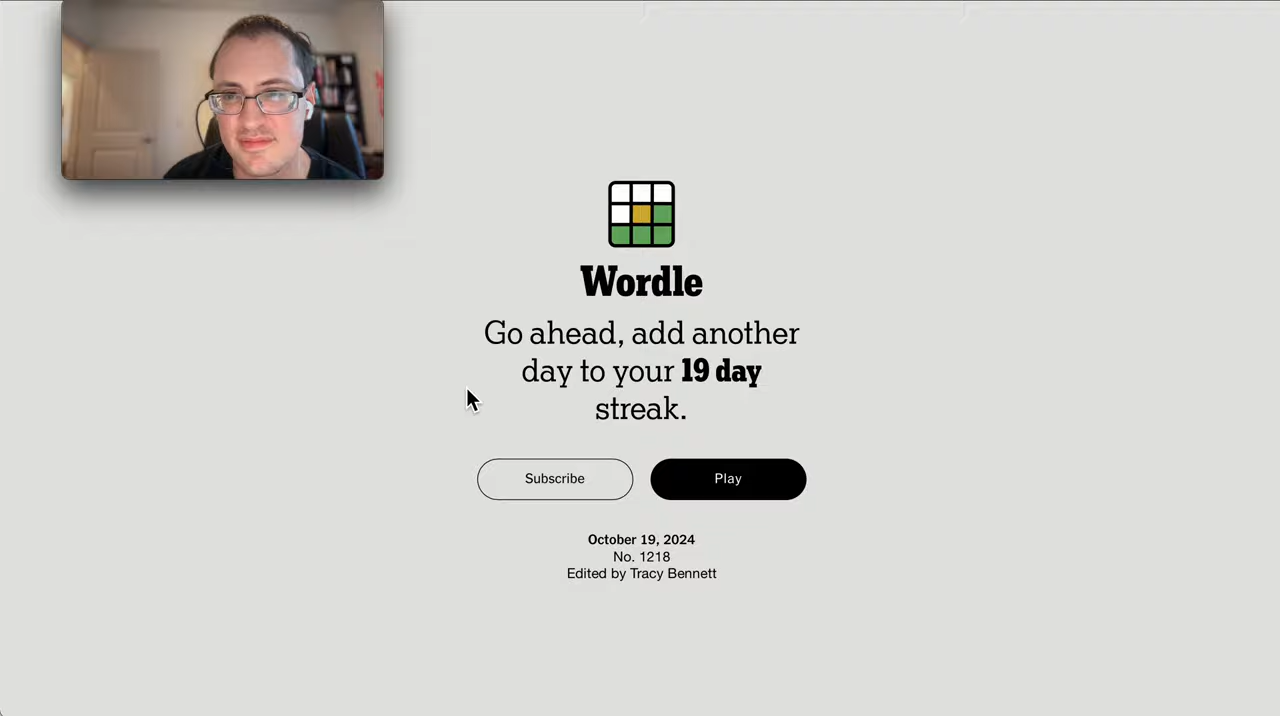 Wordle
Go ahead, add another
day to your 19 day
streak.
Subscribe
Play
October 19, 2024
No. 1218
Edited by Tracy Bennett